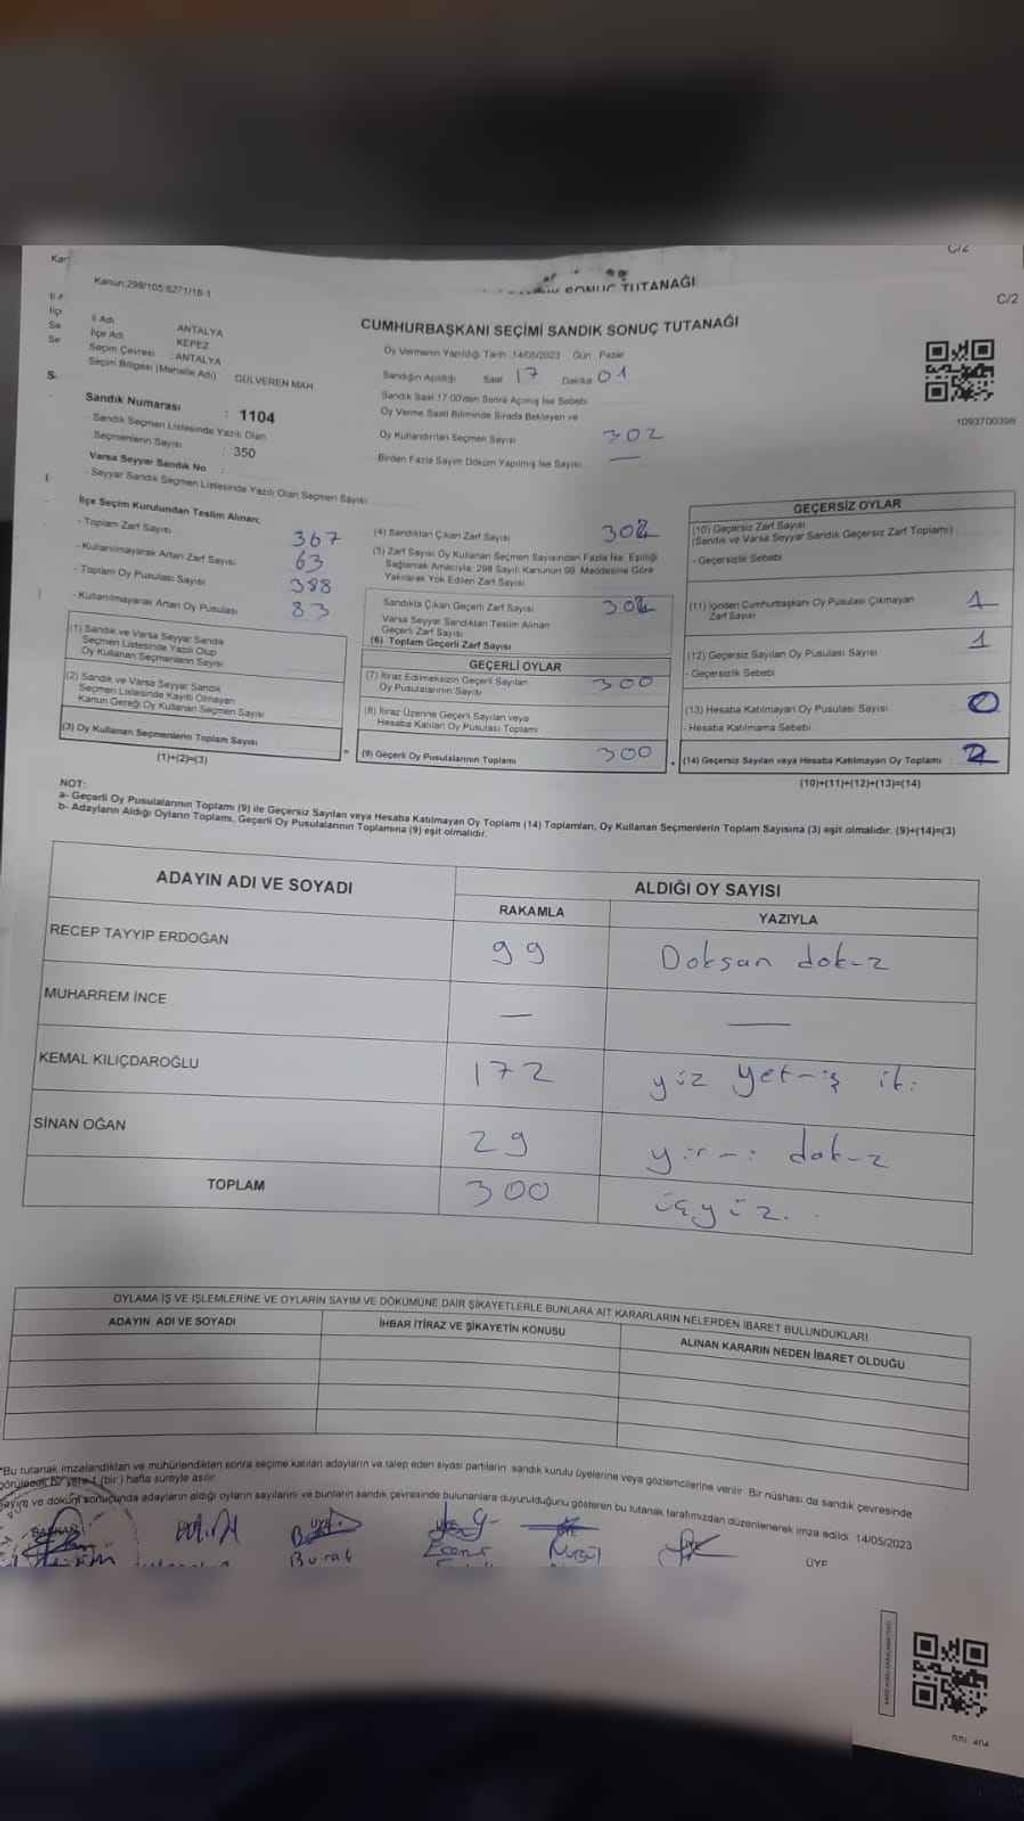 C/2
Kanun:298/105;6271/18-1
SONUÇ TUTANAĞI
C/2
CUMHURBAŞKANI SEÇİMİ SANDIK SONUÇ TUTANAĞI
İl Adı ANTALYA
İlçe Adı KEPEZ
Seçim Çevresi : ANTALYA
Seçim Bölgesi (Mahalle Adı) GÜLVEREN MAH
Sandık Numarası : 1104
Sandık Seçmen Listesinde Yazılı Olan
Seçmenlerin Sayısı : 350
Varsa Seyyar Sandık No
- Seyyar Sandık Seçmen Listesinde Yazılı Olan Seçmen Sayısı
Oy Vermenin Yapıldığı Tarih :14/05/2023 Gün : Pazar
Sandığın Açıldığı Saat 17 Dakika 01
Sandık Saat 17:00'den Sonra Açılmış İse Sebebi
Oy Verme Saati Bitiminde Sırada Bekleyen ve
Oy Kullandırılan Seçmen Sayısı 302
Birden Fazla Sayım Döküm Yapılmış İse Sayısı —
1093700398
İlçe Seçim Kurulundan Teslim Alınan;
- Toplam Zarf Sayısı 367
- Kullanılmayarak Artan Zarf Sayısı 63
- Toplam Oy Pusulası Sayısı 388
- Kullanılmayarak Artan Oy Pusulası 83
(1) Sandık ve Varsa Seyyar Sandık
Seçmen Listesinde Yazılı Olup
Oy Kullanan Seçmenlerin Sayısı
(2) Sandık ve Varsa Seyyar Sandık
Seçmen Listesinde Kayıtlı Olmayan
Kanun Gereği Oy Kullanan Seçmen Sayısı
(3) Oy Kullanan Seçmenlerin Toplam Sayısı
(1)+(2)=(3)
(4) Sandıktan Çıkan Zarf Sayısı 302
(5) Zarf Sayısı Oy Kullanan Seçmen Sayısından Fazla İse, Eşitliği
Sağlamak Amacıyla; 298 Sayılı Kanunun 98. Maddesine Göre
Yakılarak Yok Edilen Zarf Sayısı
Sandıkta Çıkan Geçerli Zarf Sayısı 302
Varsa Seyyar Sandıktan Teslim Alınan
Geçerli Zarf Sayısı
(6) Toplam Geçerli Zarf Sayısı
GEÇERLİ OYLAR
(7) İtiraz Edilmeksizin Geçerli Sayılan
Oy Pusulalarının Sayısı 300
(8) İtiraz Üzerine Geçerli Sayılan veya
Hesaba Katılan Oy Pusulası Toplamı
(9) Geçerli Oy Pusulalarının Toplamı 300
GEÇERSİZ OYLAR
(10) Geçersiz Zarf Sayısı
(Sandık ve Varsa Seyyar Sandık Geçersiz Zarf Toplamı)
- Geçersizlik Sebebi
(11) İçinden Cumhurbaşkanı Oy Pusulası Çıkmayan
Zarf Sayısı 1
(12) Geçersiz Sayılan Oy Pusulası Sayısı 1
- Geçersizlik Sebebi
(13) Hesaba Katılmayan Oy Pusulası Sayısı 0
- Hesaba Katılmama Sebebi
(14) Geçersiz Sayılan veya Hesaba Katılmayan Oy Toplamı 2
(10)+(11)+(12)+(13)=(14)
NOT:
a- Geçerli Oy Pusulalarının Toplamı (9) ile Geçersiz Sayılan veya Hesaba Katılmayan Oy Toplamı (14) Toplamları, Oy Kullanan Seçmenlerin Toplam Sayısına (3) eşit olmalıdır. (9)+(14)=(3)
b- Adayların Aldığı Oyların Toplamı, Geçerli Oy Pusulalarının Toplamına (9) eşit olmalıdır.
ADAYIN ADI VE SOYADI ALDIĞI OY SAYISI
RAKAMLA YAZIYLA
RECEP TAYYIP ERDOĞAN 99 Doksan dokuz
MUHARREM İNCE — —
KEMAL KILIÇDAROĞLU 172 yüz yetmiş iki
SİNAN OĞAN 29 yirmi dokuz
TOPLAM 300 üçyüz.
OYLAMA İŞ VE İŞLEMLERİNE VE OYLARIN SAYIM VE DÖKÜMÜNE DAİR ŞİKAYETLERLE BUNLARA AİT KARARLARIN NELERDEN İBARET BULUNDUKLARI
ADAYIN ADI VE SOYADI İHBAR İTİRAZ VE ŞİKAYETİN KONUSU ALINAN KARARIN NEDEN İBARET OLDUĞU
*Bu tutanak imzalandıktan ve mühürlendikten sonra seçime katılan adayların ve talep eden siyasi partilerin sandık kurulu üyelerine veya gözlemcilerine verilir. Bir nüshası da sandık çevresinde
görülecek bir yere 1 (bir) hafta süreyle asılır.
Sayım ve döküm sonucunda adayların aldığı oyların sayılarını ve bunların sandık çevresinde bulunanlara duyurulduğunu gösteren bu tutanak tarafımızdan düzenlenerek imza edildi. 14/05/2023
BAŞKAN ÜYE
Burak Nurgül